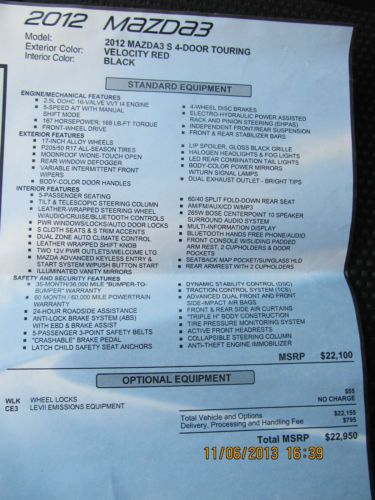 2012 MAZDA3
Model: 2012 MAZDA3 S 4-DOOR TOURING
Exterior Color: VELOCITY RED
Interior Color: BLACK
STANDARD EQUIPMENT
ENGINE/MECHANICAL FEATURES
2.5L DOHC 16-VALVE VVT I4 ENGINE
5-SPEED A/T WITH MANUAL
SHIFT MODE
167 HORSEPOWER; 168 LB-FT TORQUE
FRONT-WHEEL DRIVE
4-WHEEL DISC BRAKES
ELECTRO-HYDRAULIC POWER ASSISTED
RACK AND PINION STEERING (EHPAS)
INDEPENDENT FRONT/REAR SUSPENSION
FRONT & REAR STABILIZER BARS
EXTERIOR FEATURES
17-INCH ALLOY WHEELS
P205/50 R17 ALL-SEASON TIRES
MOONROOF W/ONE-TOUCH OPEN
REAR WINDOW DEFOGGER
VARIABLE INTERMITTENT FRONT
WIPERS
BODY-COLOR DOOR HANDLES
LIP SPOILER, GLOSS BLACK GRILLE
HALOGEN HEADLIGHTS & FOG LIGHTS
LED REAR COMBINATION TAIL LIGHTS
BODY-COLOR POWER MIRRORS
W/TURN SIGNAL LAMPS
DUAL EXHAUST OUTLET - BRIGHT TIPS
INTERIOR FEATURES
5-PASSENGER SEATING
TILT & TELESCOPIC STEERING COLUMN
LEATHER-WRAPPED STEERING WHEEL
W/AUDIO/CRUISE/BLUETOOTH CONTROLS
PWR WINDOWS/LOCKS/AUTO DR LOCK
S CLOTH SEATS & S TRIM ACCENTS
DUAL ZONE AUTO CLIMATE CONTROL
LEATHER WRAPPED SHIFT KNOB
TWO 12V PWR OUTLETS/WELCOME LTG
MAZDA ADVANCED KEYLESS ENTRY &
START SYSTEM W/PUSH BUTTON START
ILLUMINATED VANITY MIRRORS
60/40 SPLIT FOLD-DOWN REAR SEAT
AM/FM/AUX/CD W/MP3
265W BOSE CENTERPOINT 10 SPEAKER
SURROUND AUDIO SYSTEM
MULTI-INFORMATION DISPLAY
BLUETOOTH HANDS FREE PHONE/AUDIO
FRONT CONSOLE W/SLIDING PADDED
ARM REST, 2 CUPHOLDERS & DOOR
POCKETS
SEATBACK MAP POCKET/SUNGLASS HLD
REAR ARMREST WITH 2 CUPHOLDERS
SAFETY AND SECURITY FEATURES
36-MONTH/36,000 MILE "BUMPER-TO-
BUMPER" WARRANTY
60 MONTH / 60,000 MILE POWERTRAIN
WARRANTY
24-HOUR ROADSIDE ASSISTANCE
ANTI-LOCK BRAKE SYSTEM (ABS)
WITH EBD & BRAKE ASSIST
5-PASSENGER 3-POINT SAFETY BELTS
"CRASHABLE" BRAKE PEDAL
LATCH CHILD SAFETY SEAT ANCHORS
DYNAMIC STABILITY CONTROL (DSC)
TRACTION CONTROL SYSTEM (TCS)
ADVANCED DUAL FRONT AND FRONT
SIDE-IMPACT AIR BAGS
FRONT & REAR SIDE AIR CURTAINS
"TRIPLE H" BODY CONSTRUCTION
TIRE PRESSURE MONITORING SYSTEM
ACTIVE FRONT HEADRESTS
COLLAPSIBLE STEERING COLUMN
ANTI-THEFT ENGINE IMMOBILIZER
MSRP $22,100
OPTIONAL EQUIPMENT
WLK WHEEL LOCKS $55
CE3 LEVII EMISSIONS EQUIPMENT NO CHARGE
Total Vehicle and Options $22,155
Delivery, Processing and Handling Fee $795
Total MSRP $22,950
11/06/2013 16:39